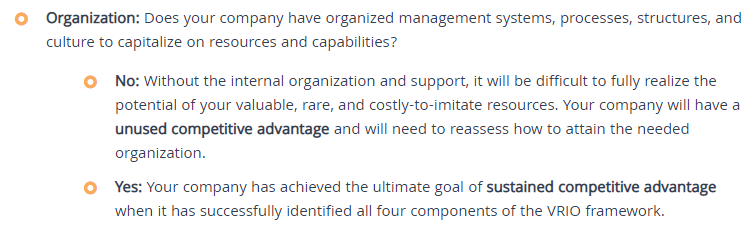 Organization: Does your company have organized management systems, processes, structures, and
culture to capitalize on resources and capabilities?
No: Without the internal organization and support, it will be difficult to fully realize the
potential of your valuable, rare, and costly-to-imitate resources. Your company will have a
unused competitive advantage and will need to reassess how to attain the needed
organization.
Yes: Your company has achieved the ultimate goal of sustained competitive advantage
when it has successfully identified all four components of the VRIO framework.